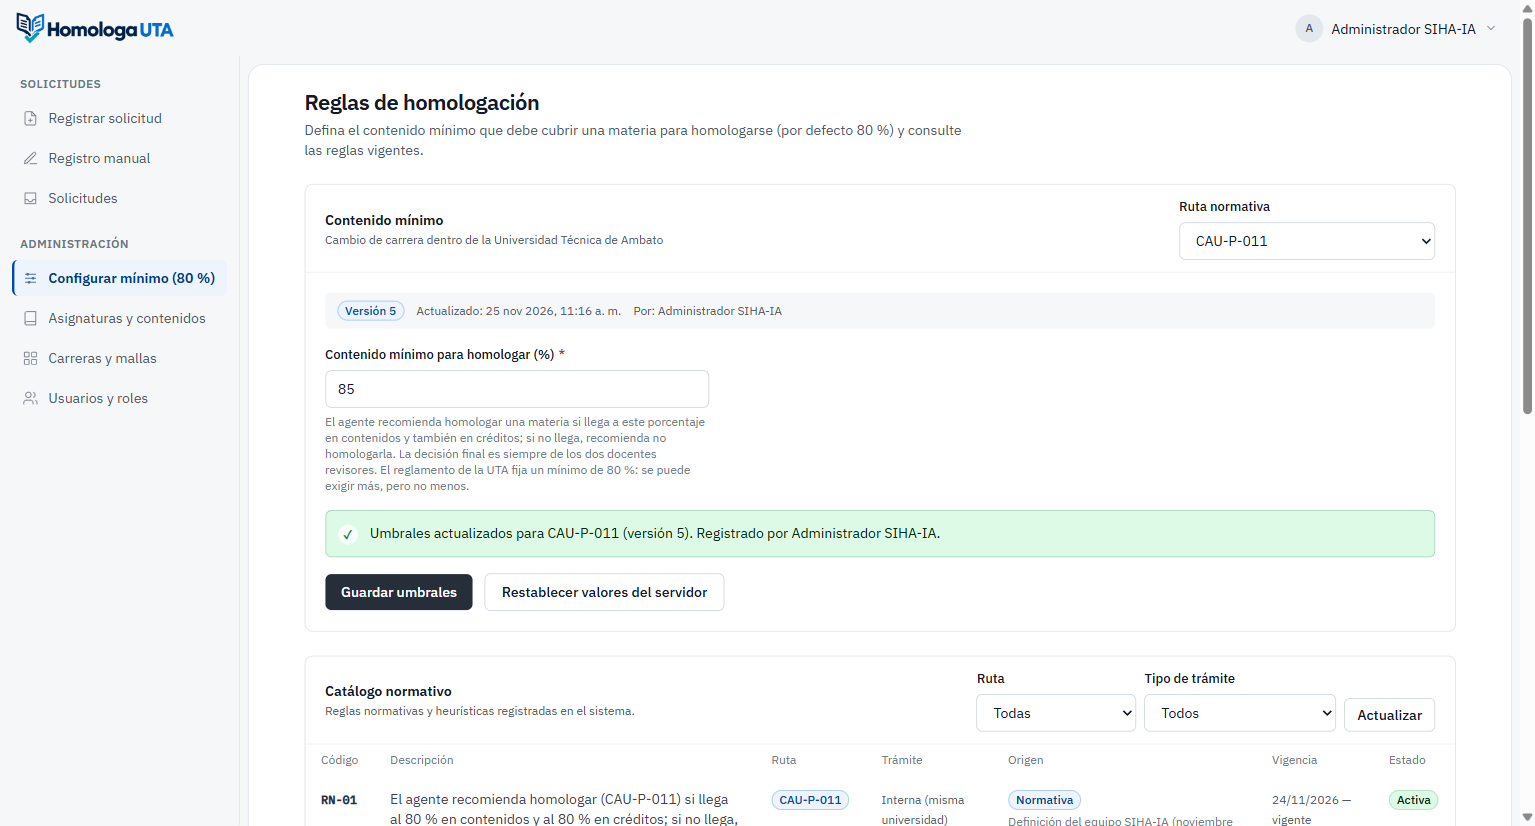 HomologaUTA
A
Administrador SIHA-IA
SOLICITUDES
Registrar solicitud
Registro manual
Solicitudes
ADMINISTRACIÓN
Configurar mínimo (80 %)
Asignaturas y contenidos
Carreras y mallas
Usuarios y roles
Reglas de homologación
Defina el contenido mínimo que debe cubrir una materia para homologarse (por defecto 80 %) y consulte
las reglas vigentes.
Contenido mínimo
Cambio de carrera dentro de la Universidad Técnica de Ambato
Ruta normativa
CAU-P-011
Versión 5 Actualizado: 25 nov 2026, 11:16 a. m. Por: Administrador SIHA-IA
Contenido mínimo para homologar (%) *
85
El agente recomienda homologar una materia si llega a este porcentaje
en contenidos y también en créditos; si no llega, recomienda no
homologarla. La decisión final es siempre de los dos docentes
revisores. El reglamento de la UTA fija un mínimo de 80 %: se puede
exigir más, pero no menos.
Umbrales actualizados para CAU-P-011 (versión 5). Registrado por Administrador SIHA-IA.
Guardar umbrales
Restablecer valores del servidor
Catálogo normativo
Reglas normativas y heurísticas registradas en el sistema.
Ruta
Todas
Tipo de trámite
Todos
Actualizar
Código Descripción Ruta Trámite Origen Vigencia Estado
RN-01 El agente recomienda homologar (CAU-P-011) si llega CAU-P-011 Interna (misma Normativa 24/11/2026 — Activa
al 80 % en contenidos y al 80 % en créditos; si no llega, universidad) Definición del equipo SIHA-IA (noviembre vigente